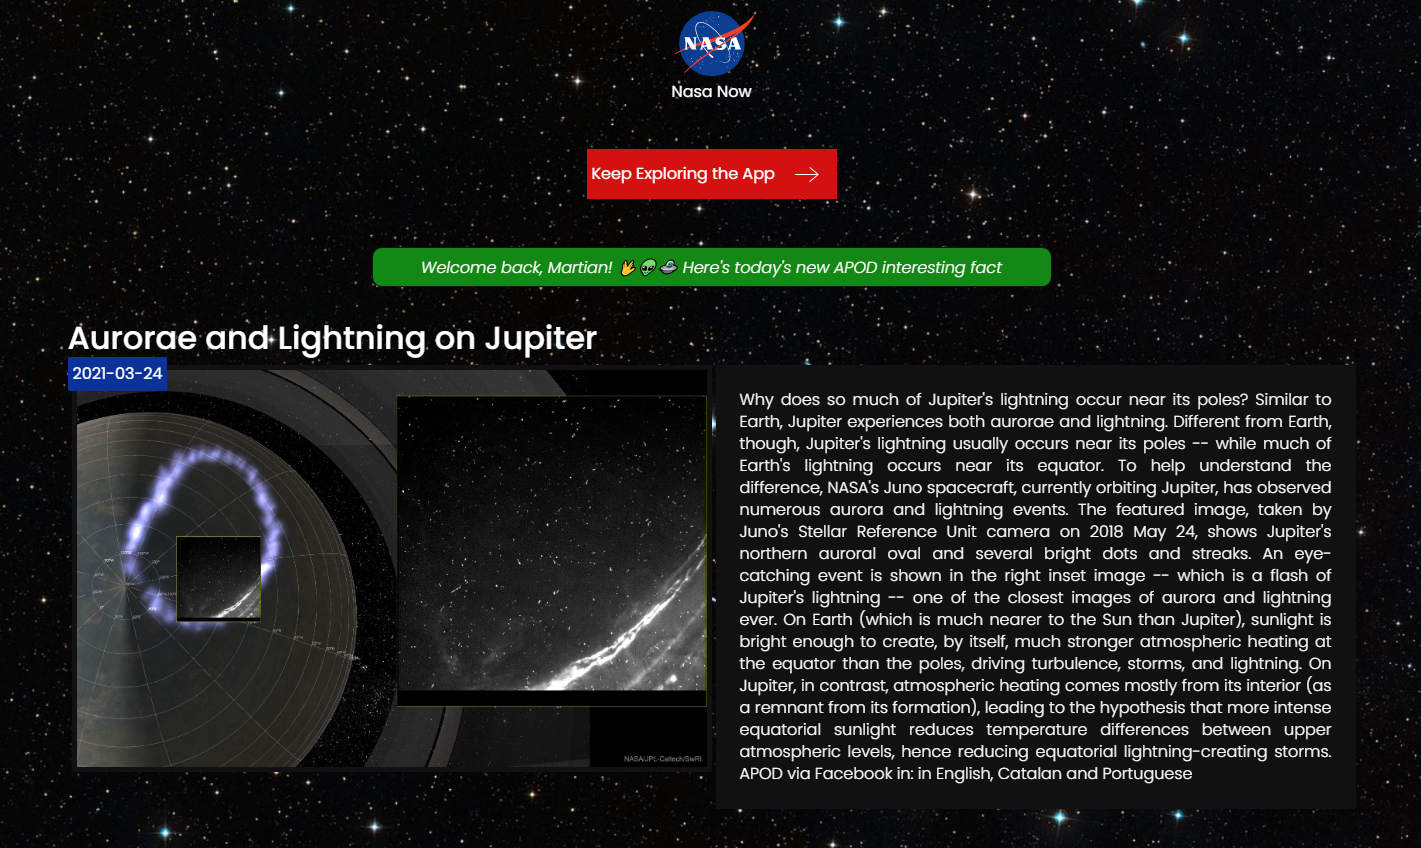 NASA
Nasa Now
Keep Exploring the App
Welcome back, Martian! 🖖👽🛸 Here's today's new APOD interesting fact
Aurorae and Lightning on Jupiter
2021-03-24
NASA/JPL-Caltech/SwRI
Why does so much of Jupiter's lightning occur near its poles? Similar to
Earth, Jupiter experiences both aurorae and lightning. Different from Earth,
though, Jupiter's lightning usually occurs near its poles -- while much of
Earth's lightning occurs near its equator. To help understand the
difference, NASA's Juno spacecraft, currently orbiting Jupiter, has observed
numerous aurora and lightning events. The featured image, taken by
Juno's Stellar Reference Unit camera on 2018 May 24, shows Jupiter's
northern auroral oval and several bright dots and streaks. An eye-
catching event is shown in the right inset image -- which is a flash of
Jupiter's lightning -- one of the closest images of aurora and lightning
ever. On Earth (which is much nearer to the Sun than Jupiter), sunlight is
bright enough to create, by itself, much stronger atmospheric heating at
the equator than the poles, driving turbulence, storms, and lightning. On
Jupiter, in contrast, atmospheric heating comes mostly from its interior (as
a remnant from its formation), leading to the hypothesis that more intense
equatorial sunlight reduces temperature differences between upper
atmospheric levels, hence reducing equatorial lightning-creating storms.
APOD via Facebook in: in English, Catalan and Portuguese